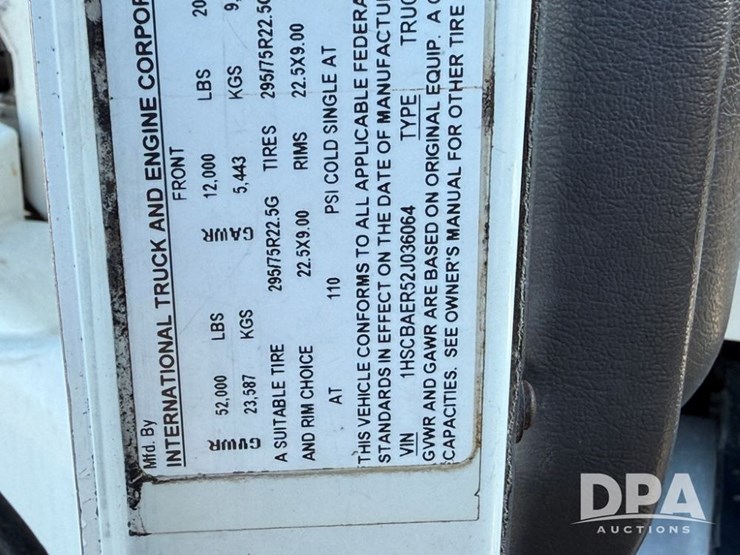 Mfd. By
INTERNATIONAL TRUCK AND ENGINE CORPOR
FRONT
GVWR 52,000 LBS GAWR 12,000 LBS 20
23,587 KGS 5,443 KGS 9,
A SUITABLE TIRE 295/75R22.5G TIRES 295/75R22.5G
AND RIM CHOICE 22.5X9.00 RIMS 22.5X9.00
AT 110 PSI COLD SINGLE AT
THIS VEHICLE CONFORMS TO ALL APPLICABLE FEDERA
STANDARDS IN EFFECT ON THE DATE OF MANUFACTU
VIN 1HSCBAER52J036064 TYPE TRUC
GVWR AND GAWR ARE BASED ON ORIGINAL EQUIP. A
CAPACITIES. SEE OWNER'S MANUAL FOR OTHER TIRE
DPA
AUCTIONS